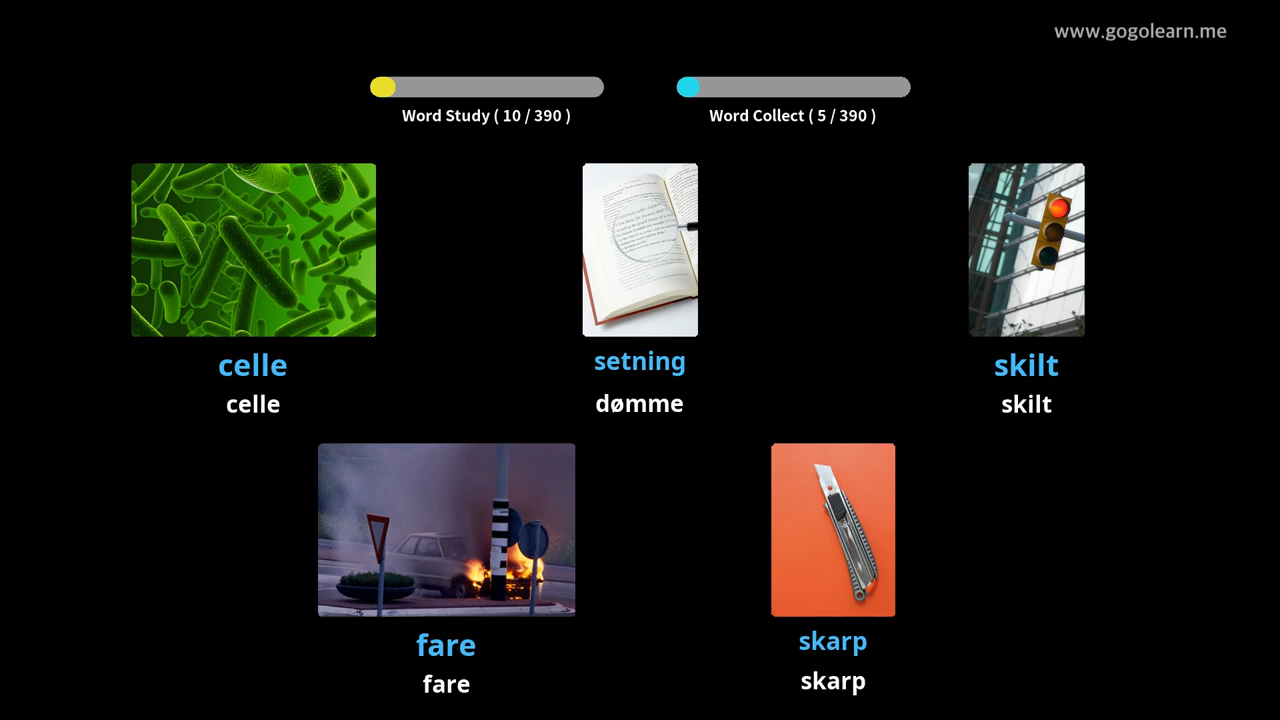 www.gogolearn.me
Word Study ( 10 / 390 )
Word Collect ( 5 / 390 )
celle
celle
setning
dømme
skilt
skilt
fare
fare
skarp
skarp